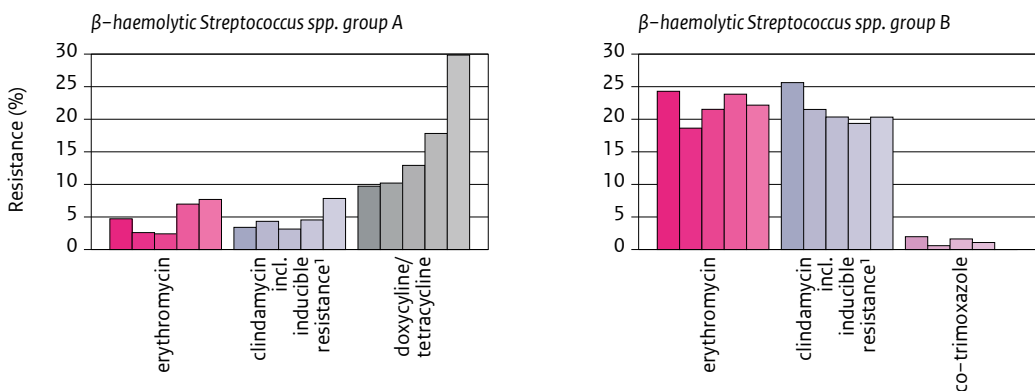 β–haemolytic Streptococcus spp. group A
Resistance (%)
30
25
20
15
10
5
0
erythromycin
clindamycin
incl.
inducible
resistance¹
doxycyline/
tetracycline
β–haemolytic Streptococcus spp. group B
30
25
20
15
10
5
0
erythromycin
clindamycin
incl.
inducible
resistance¹
co-trimoxazole